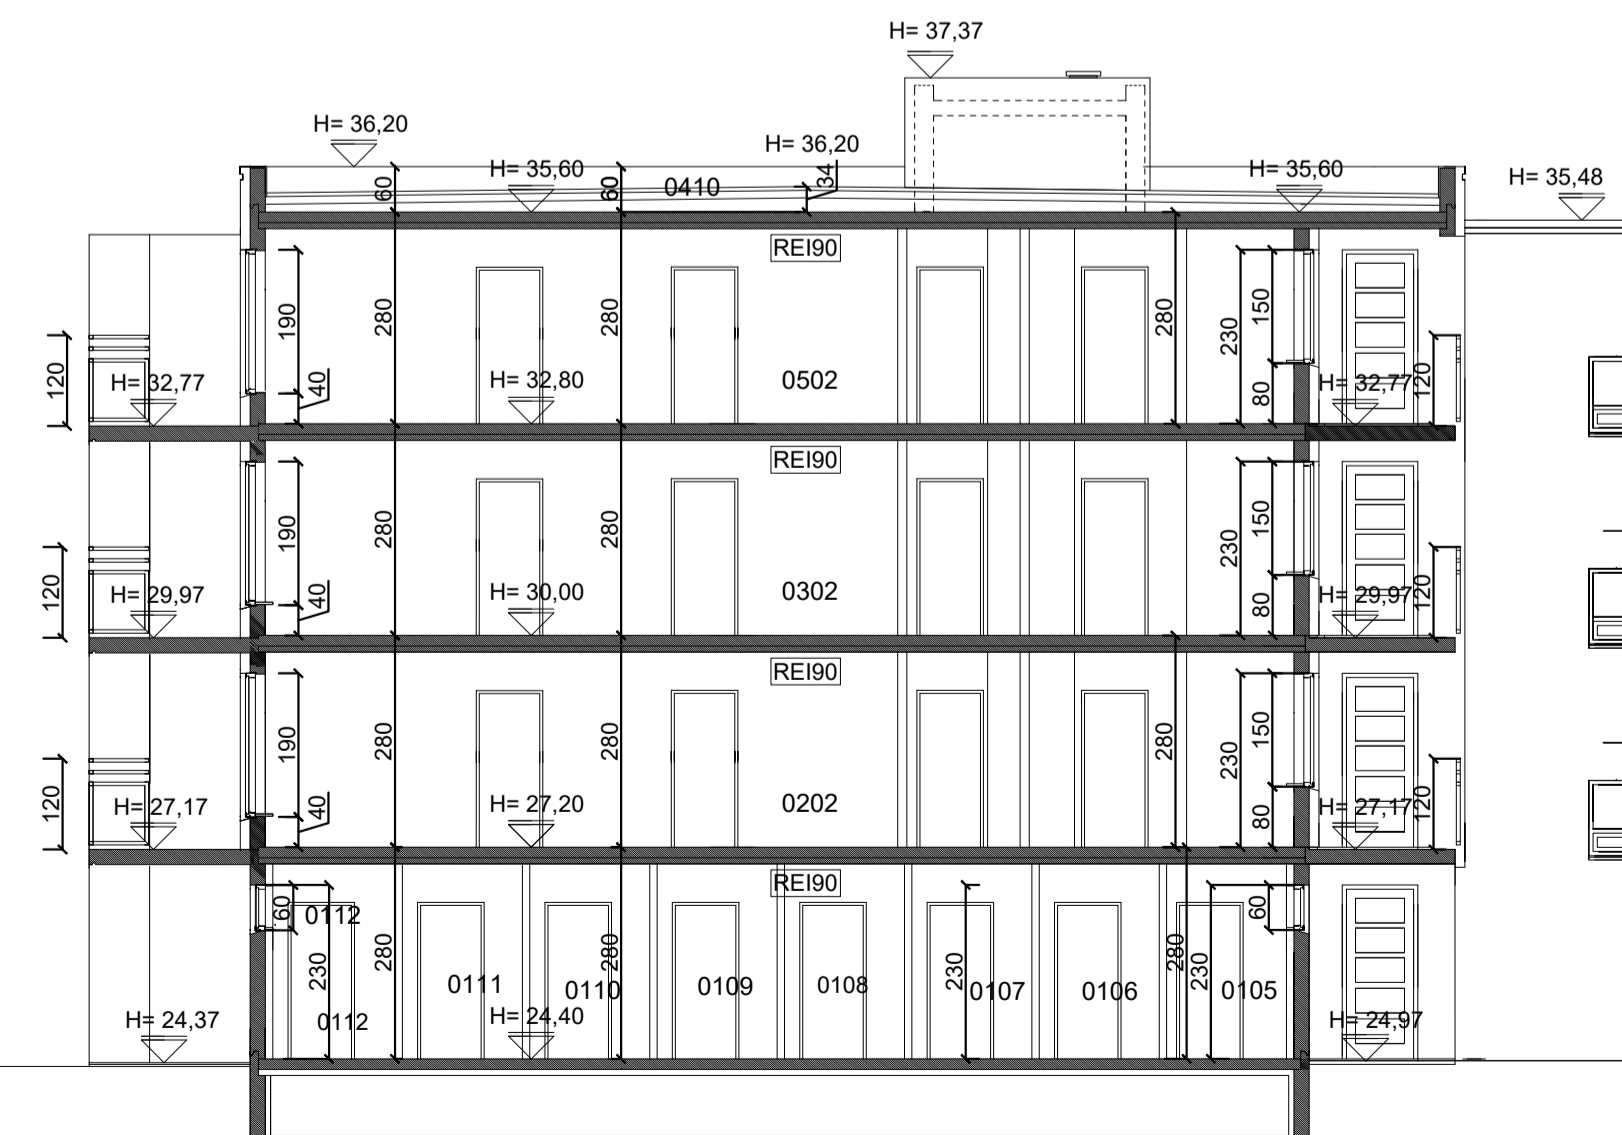 H= 37,37
H= 36,20
H= 36,20
H= 35,60
H= 35,60
H= 35,48
60
60
0410
34
REI90
190
280
280
280
230
150
120
H= 32,77
40
H= 32,80
0502
80
H= 32,77
120
REI90
190
280
280
230
150
120
H= 29,97
40
H= 30,00
0302
80
H= 29,97
120
REI90
190
280
280
280
230
150
120
H= 27,17
40
H= 27,20
0202
80
H= 27,17
120
REI90
60
0112
60
230
280
280
230
280
230
0111
0110
0109
0108
0107
0106
0105
0112
H= 24,37
H= 24,40
H= 24,97